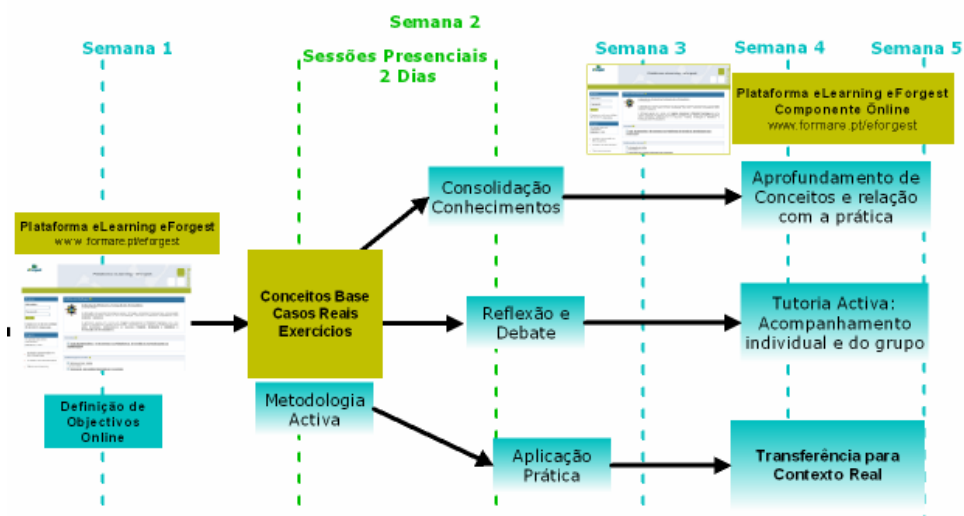 Semana 2
Semana 1
Sessões Presenciais
2 Dias
Semana 3
Semana 4
Semana 5
Plataforma eLearning eForgest
Componente Online
www.formare.pt/eforgest
Consolidação
Conhecimentos
Aprofundamento de
Conceitos e relação
com a prática
Plataforma eLearning eForgest
www.formare.pt/eforgest
Conceitos Base
Casos Reais
Exercícios
Reflexão e
Debate
Tutoria Activa:
Acompanhamento
individual e do grupo
Definição de
Objectivos
Online
Metodologia
Activa
Aplicação
Prática
Transferência para
Contexto Real